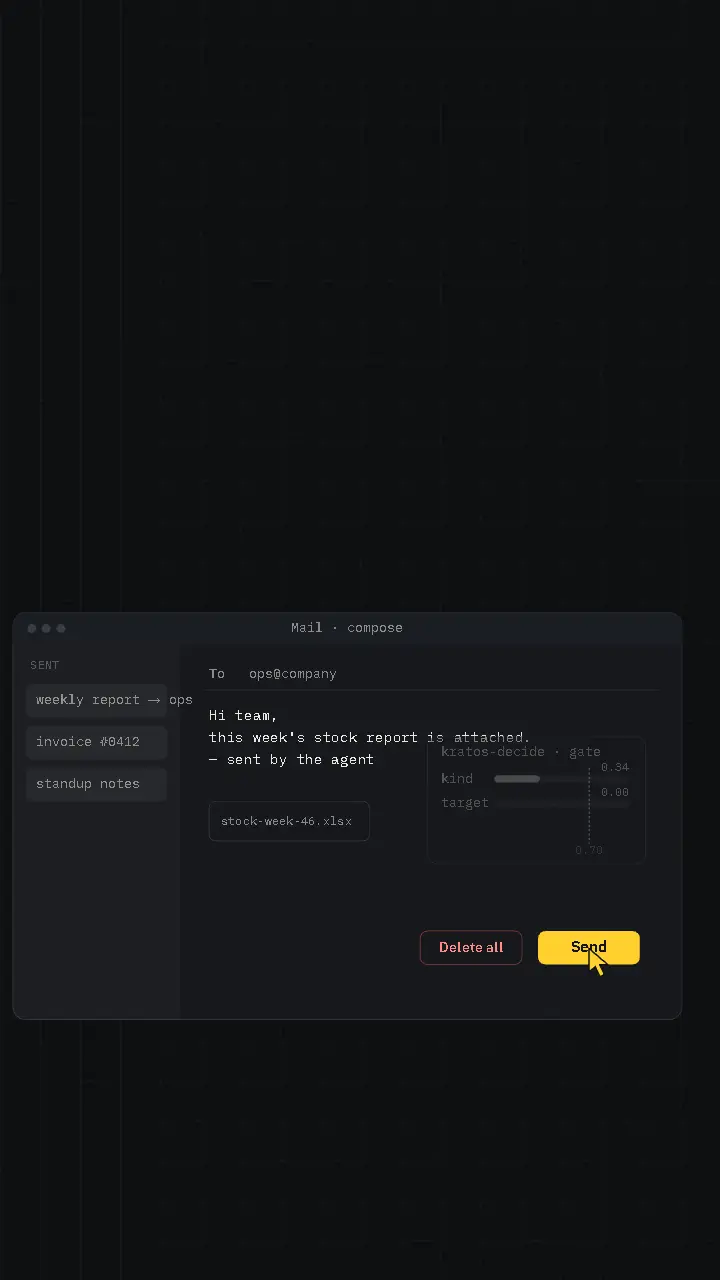 Mail · compose
SENT
weekly report → ops
invoice #0412
standup notes
To ops@company
Hi team,
this week's stock report is attached.
— sent by the agent
stock-week-46.xlsx
kratos-decide · gate
kind 0.34
target 0.00
0.70
Delete all
Send